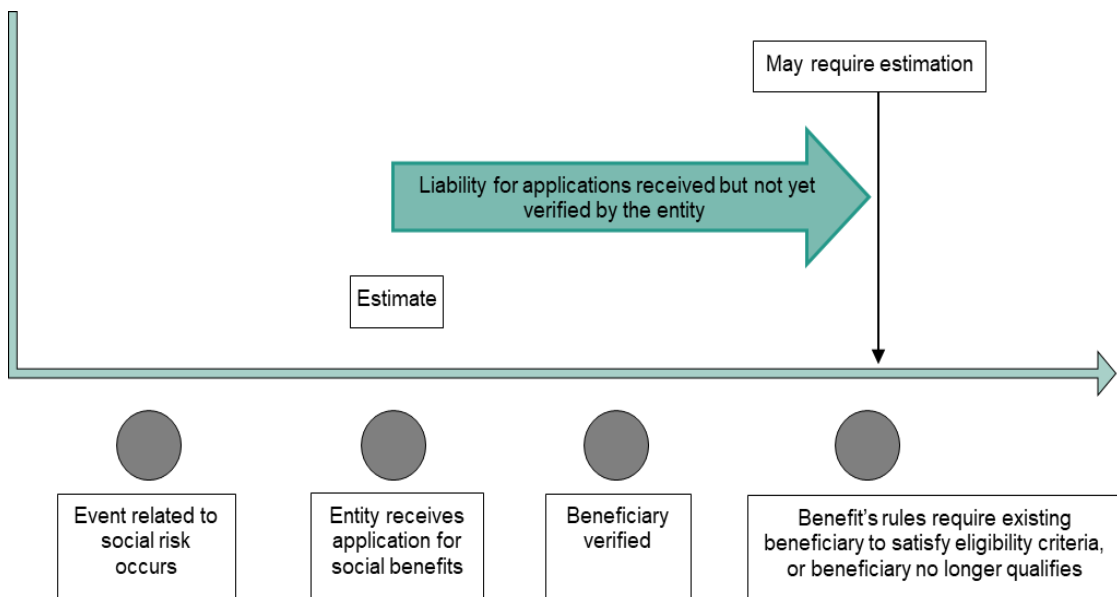 May require estimation
Liability for applications received but not yet
verified by the entity
Estimate
Event related to
social risk
occurs
Entity receives
application for
social benefits
Beneficiary
verified
Benefit's rules require existing
beneficiary to satisfy eligibility criteria,
or beneficiary no longer qualifies